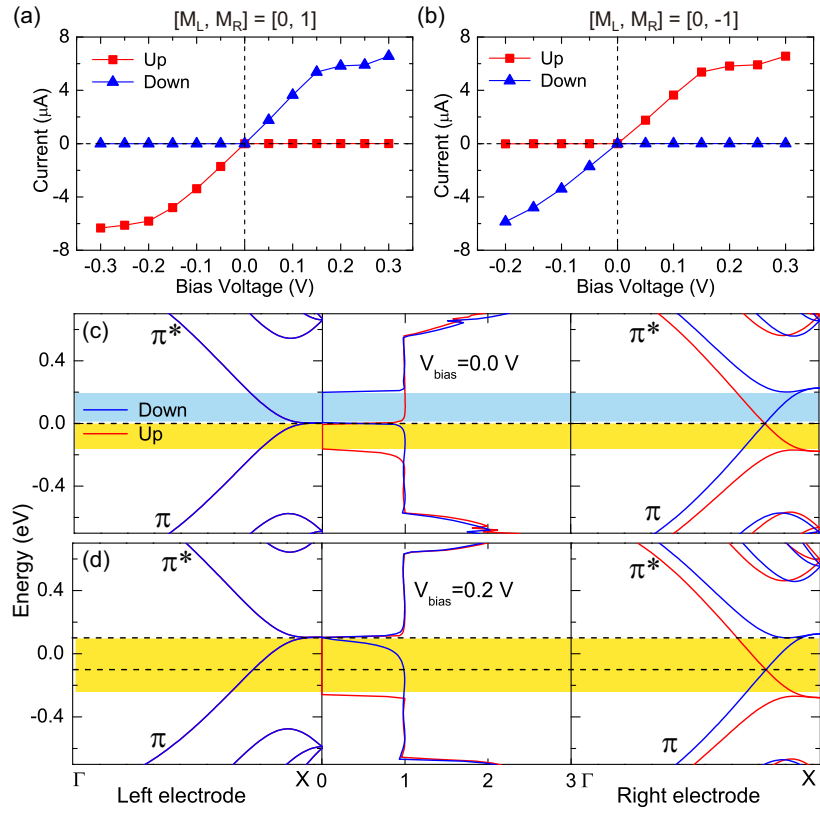 (a) [M_L, M_R] = [0, 1] (b) [M_L, M_R] = [0, -1]
8 8
Up Up
Down Down
4 4
0 0
-4 -4
-8 -8
Current (μA) Current (μA)
-0.3 -0.2 -0.1 0.0 0.1 0.2 0.3 -0.2 -0.1 0.0 0.1 0.2 0.3
Bias Voltage (V) Bias Voltage (V)
(c) π* V_bias=0.0 V π*
0.4
Down
0.0
Up
-0.4
π π
Energy (eV)
(d) π* V_bias=0.2 V π*
0.4
0.0
-0.4
π π
Γ X 0 1 2 3 Γ X
Left electrode Right electrode